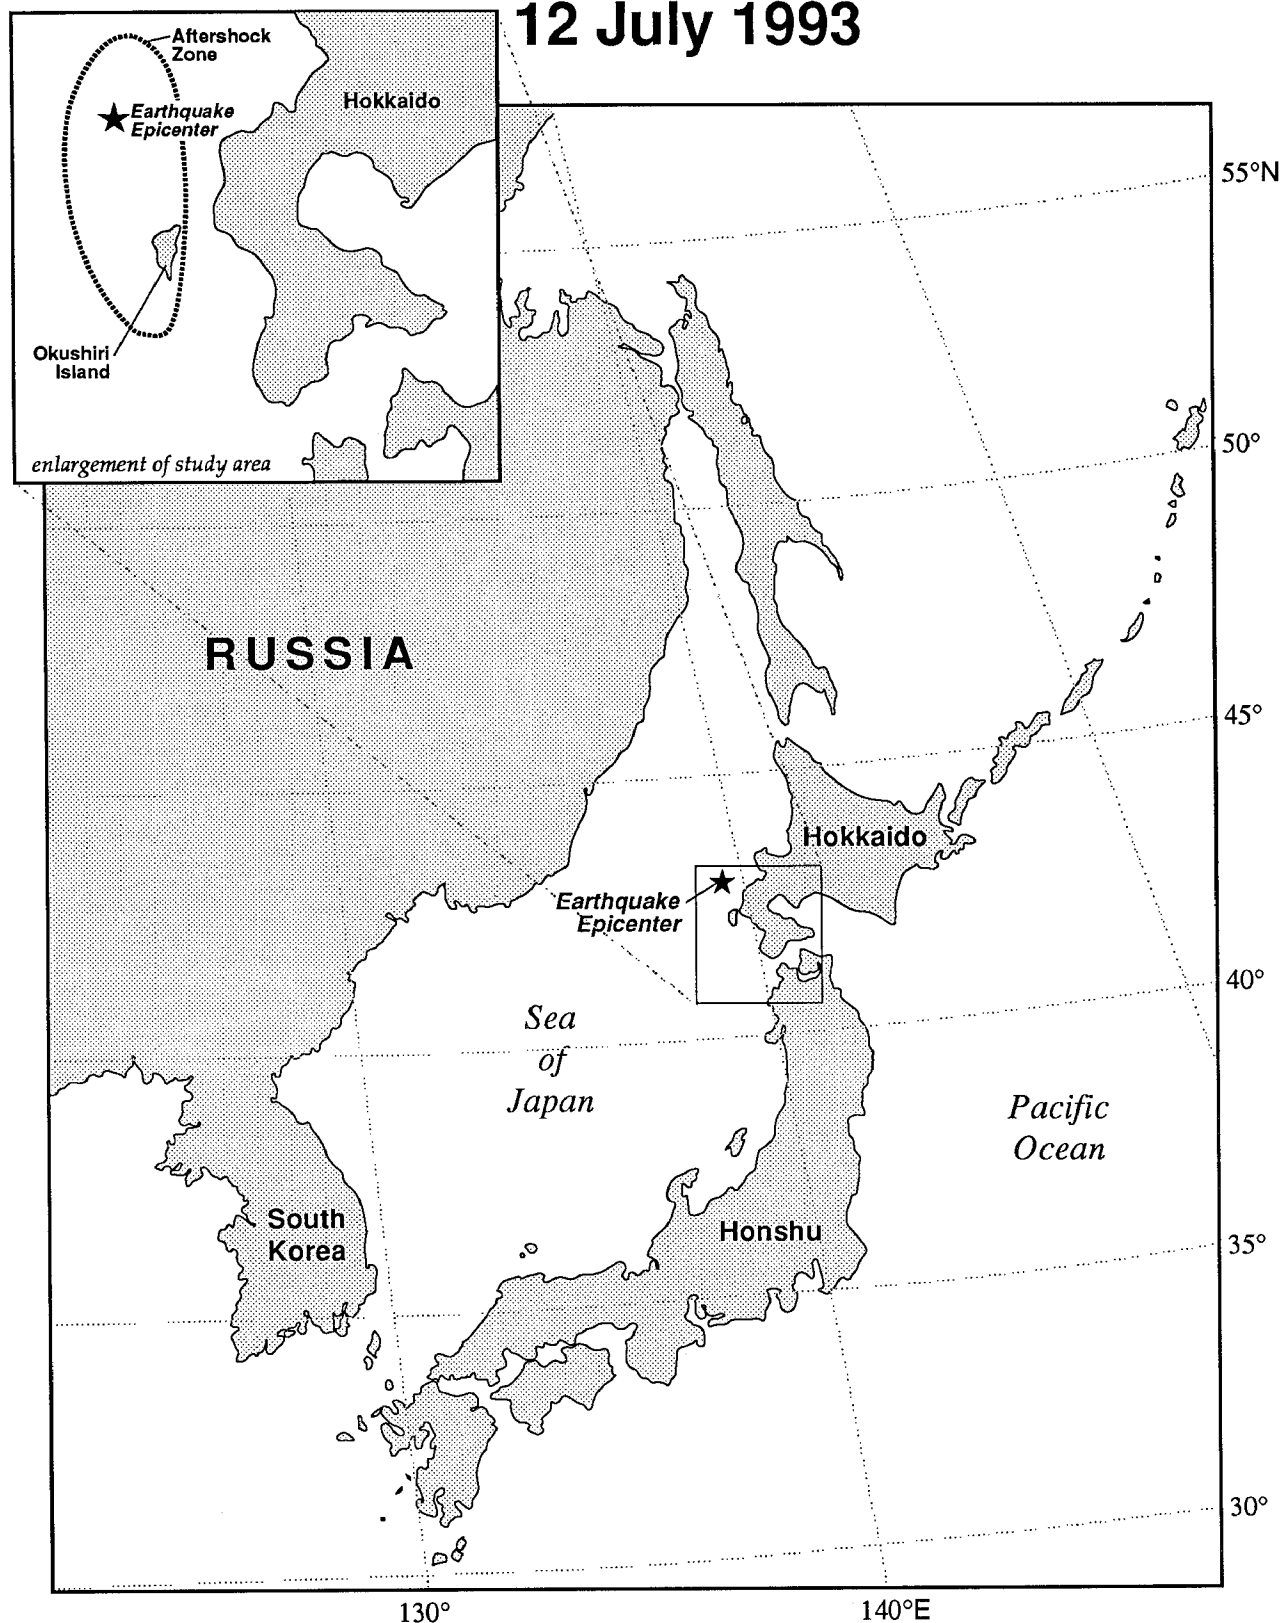 12 July 1993
Aftershock
Zone
Earthquake
Epicenter
Hokkaido
Okushiri
Island
enlargement of study area
55°N
50°
45°
40°
35°
30°
RUSSIA
Hokkaido
Earthquake
Epicenter
Sea
of
Japan
Pacific
Ocean
South
Korea
Honshu
130°
140°E